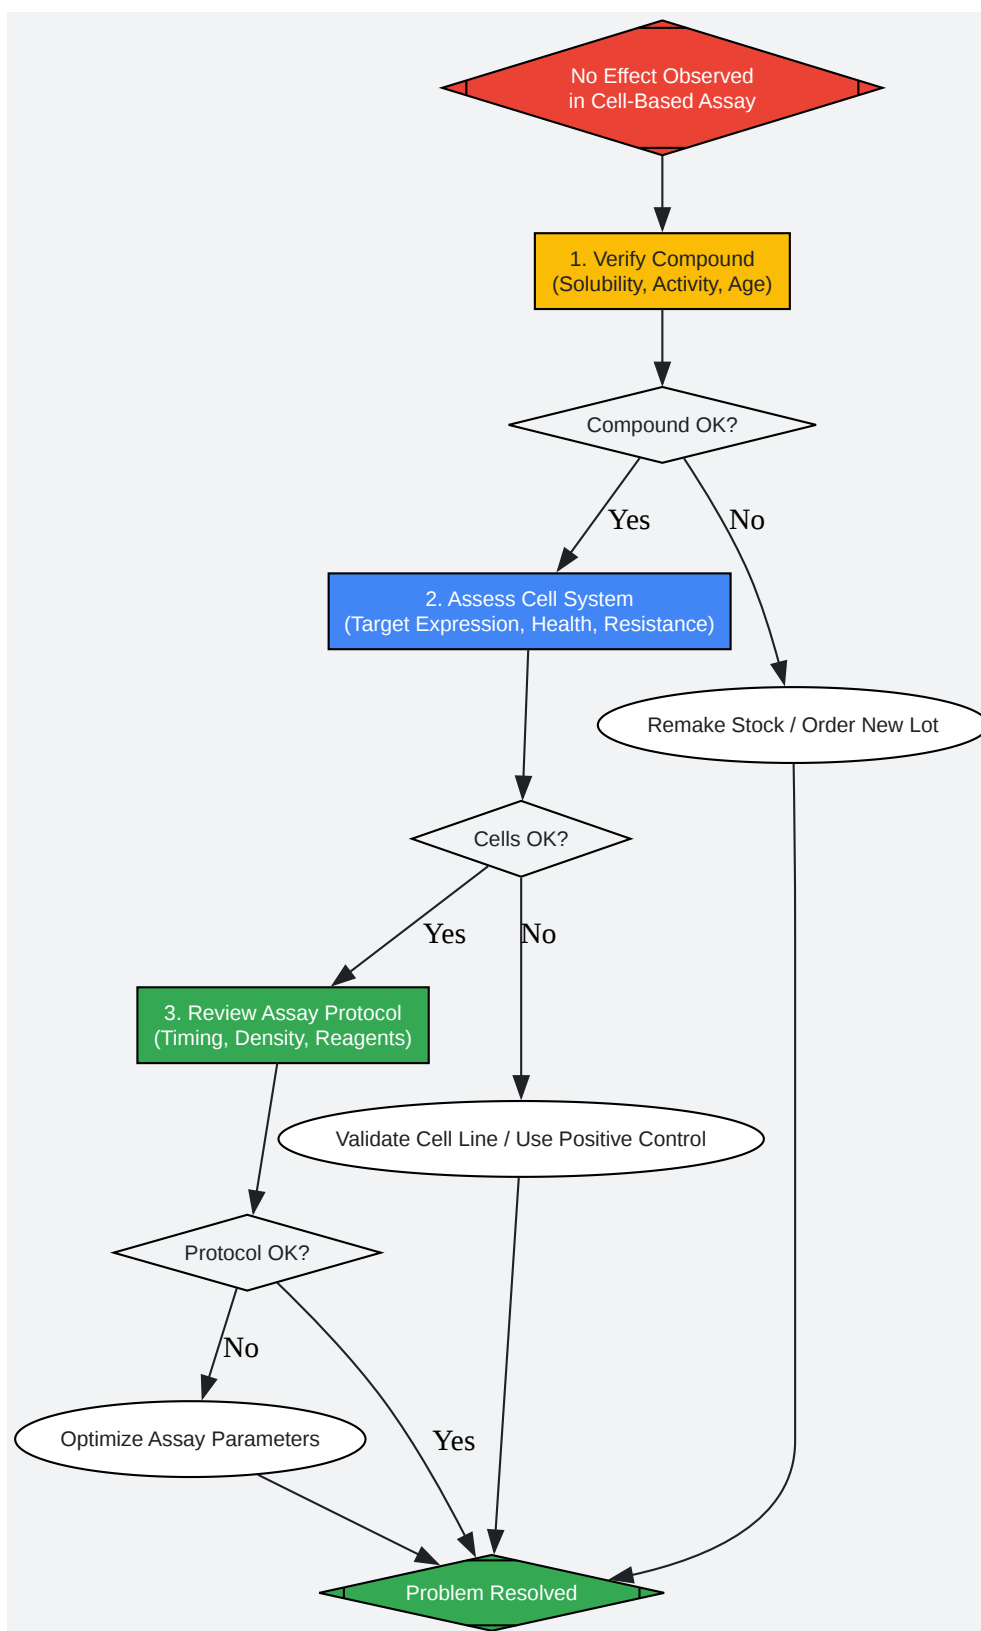 No Effect Observed
in Cell-Based Assay
1. Verify Compound
(Solubility, Activity, Age)
Compound OK?
Yes
No
2. Assess Cell System
(Target Expression, Health, Resistance)
Remake Stock / Order New Lot
Cells OK?
Yes
No
3. Review Assay Protocol
(Timing, Density, Reagents)
Validate Cell Line / Use Positive Control
Protocol OK?
No
Yes
Optimize Assay Parameters
Problem Resolved